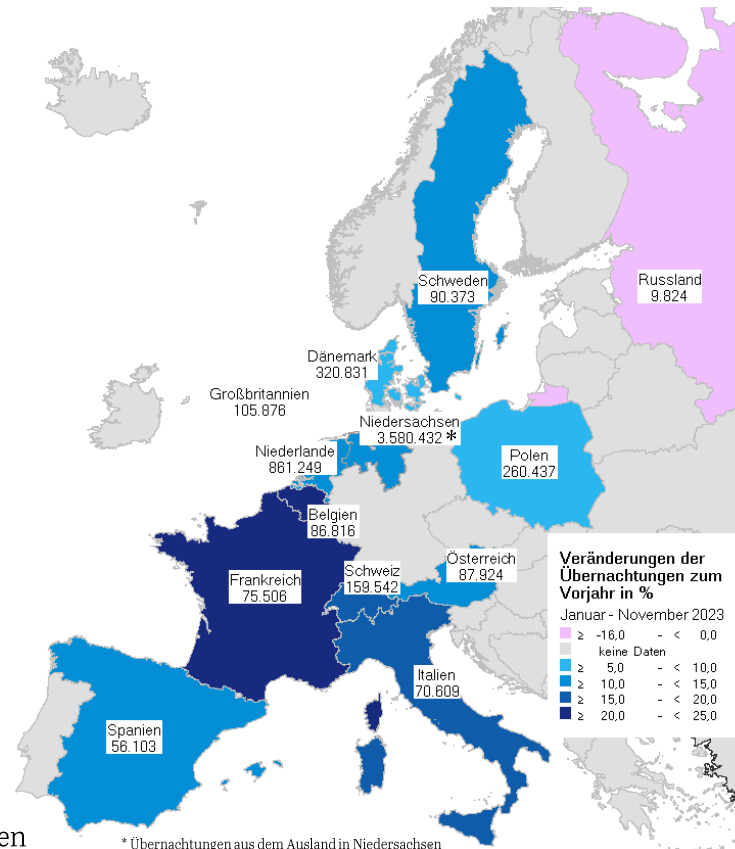 Schweden
90.373
Russland
9.824
Dänemark
320.831
Großbritannien
105.876
Niedersachsen
3.580.432 *
Niederlande
861.249
Polen
260.437
Belgien
86.816
Österreich
87.924
Schweiz
159.542
Frankreich
75.506
Italien
70.609
Spanien
56.103
Veränderungen der
Übernachtungen zum
Vorjahr in %
Januar - November 2023
≥ -16,0 - < 0,0
keine Daten
≥ 5,0 - < 10,0
≥ 10,0 - < 15,0
≥ 15,0 - < 20,0
≥ 20,0 - < 25,0
en
* Übernachtungen aus dem Ausland in Niedersachsen